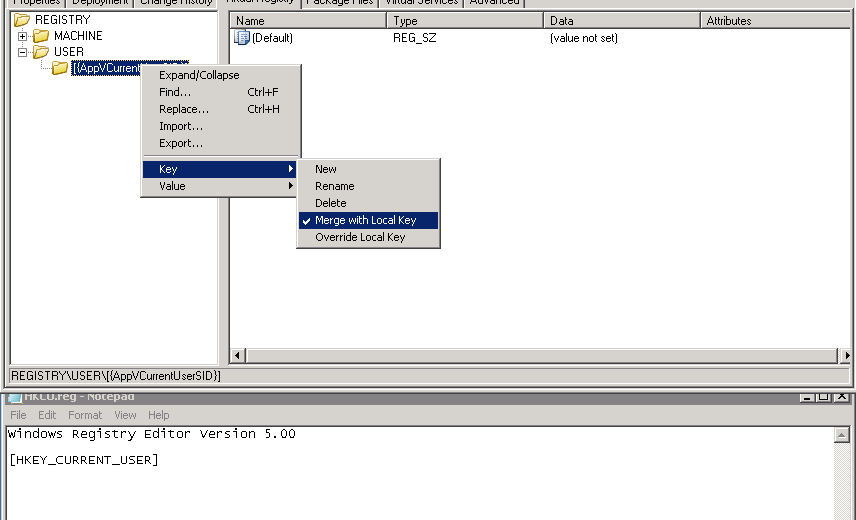 Properties Deployment Change History Virtual Registry Package Files Virtual Services Advanced
REGISTRY
MACHINE
USER
[{AppVCurrent
Name Type Data Attributes
(Default) REG_SZ (value not set)
Expand/Collapse
Find... Ctrl+F
Replace... Ctrl+H
Import...
Export...
Key
Value
New
Rename
Delete
Merge with Local Key
Override Local Key
REGISTRY\USER\[{AppVCurrentUserSID}]
HKCU.reg - Notepad
File Edit Format View Help
Windows Registry Editor Version 5.00
[HKEY_CURRENT_USER]